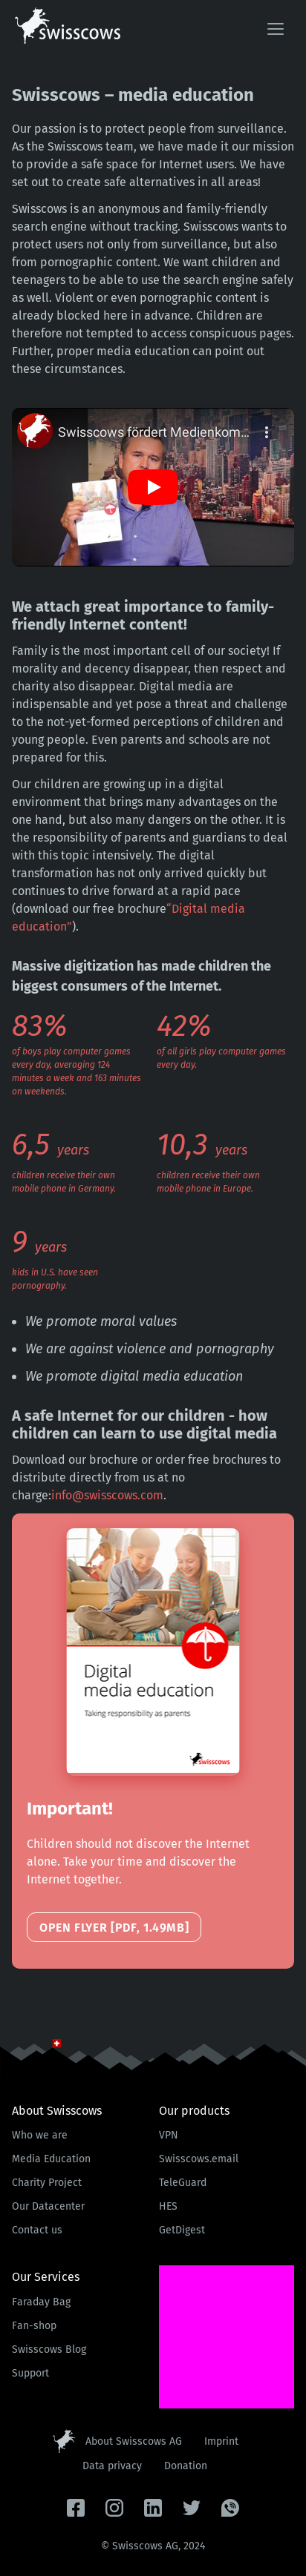 swisscows
Swisscows – media education
Our passion is to protect people from surveillance.
As the Swisscows team, we have made it our mission
to provide a safe space for Internet users. We have
set out to create safe alternatives in all areas!
Swisscows is an anonymous and family-friendly
search engine without tracking. Swisscows wants to
protect users not only from surveillance, but also
from pornographic content. We want children and
teenagers to be able to use the search engine safely
as well. Violent or even pornographic content is
already blocked here in advance. Children are
therefore not tempted to access conspicuous pages.
Further, proper media education can point out
these circumstances.
Swisscows fördert Medienkom...
We attach great importance to family-
friendly Internet content!
Family is the most important cell of our society! If
morality and decency disappear, then respect and
charity also disappear. Digital media are
indispensable and yet pose a threat and challenge
to the not-yet-formed perceptions of children and
young people. Even parents and schools are not
prepared for this.
Our children are growing up in a digital
environment that brings many advantages on the
one hand, but also many dangers on the other. It is
the responsibility of parents and guardians to deal
with this topic intensively. The digital
transformation has not only arrived quickly but
continues to drive forward at a rapid pace
(download our free brochure“Digital media
education”).
Massive digitization has made children the
biggest consumers of the Internet.
83%
of boys play computer games
every day, averaging 124
minutes a week and 163 minutes
on weekends.
42%
of all girls play computer games
every day.
6,5 years
children receive their own
mobile phone in Germany.
10,3 years
children receive their own
mobile phone in Europe.
9 years
kids in U.S. have seen
pornography.
• We promote moral values
• We are against violence and pornography
• We promote digital media education
A safe Internet for our children - how
children can learn to use digital media
Download our brochure or order free brochures to
distribute directly from us at no
charge:info@swisscows.com.
Digital
media education
Taking responsibility as parents
swisscows
Important!
Children should not discover the Internet
alone. Take your time and discover the
Internet together.
OPEN FLYER [PDF, 1.49MB]
About Swisscows
Who we are
Media Education
Charity Project
Our Datacenter
Contact us
Our products
VPN
Swisscows.email
TeleGuard
HES
GetDigest
Our Services
Faraday Bag
Fan-shop
Swisscows Blog
Support
About Swisscows AG Imprint
Data privacy Donation
© Swisscows AG, 2024